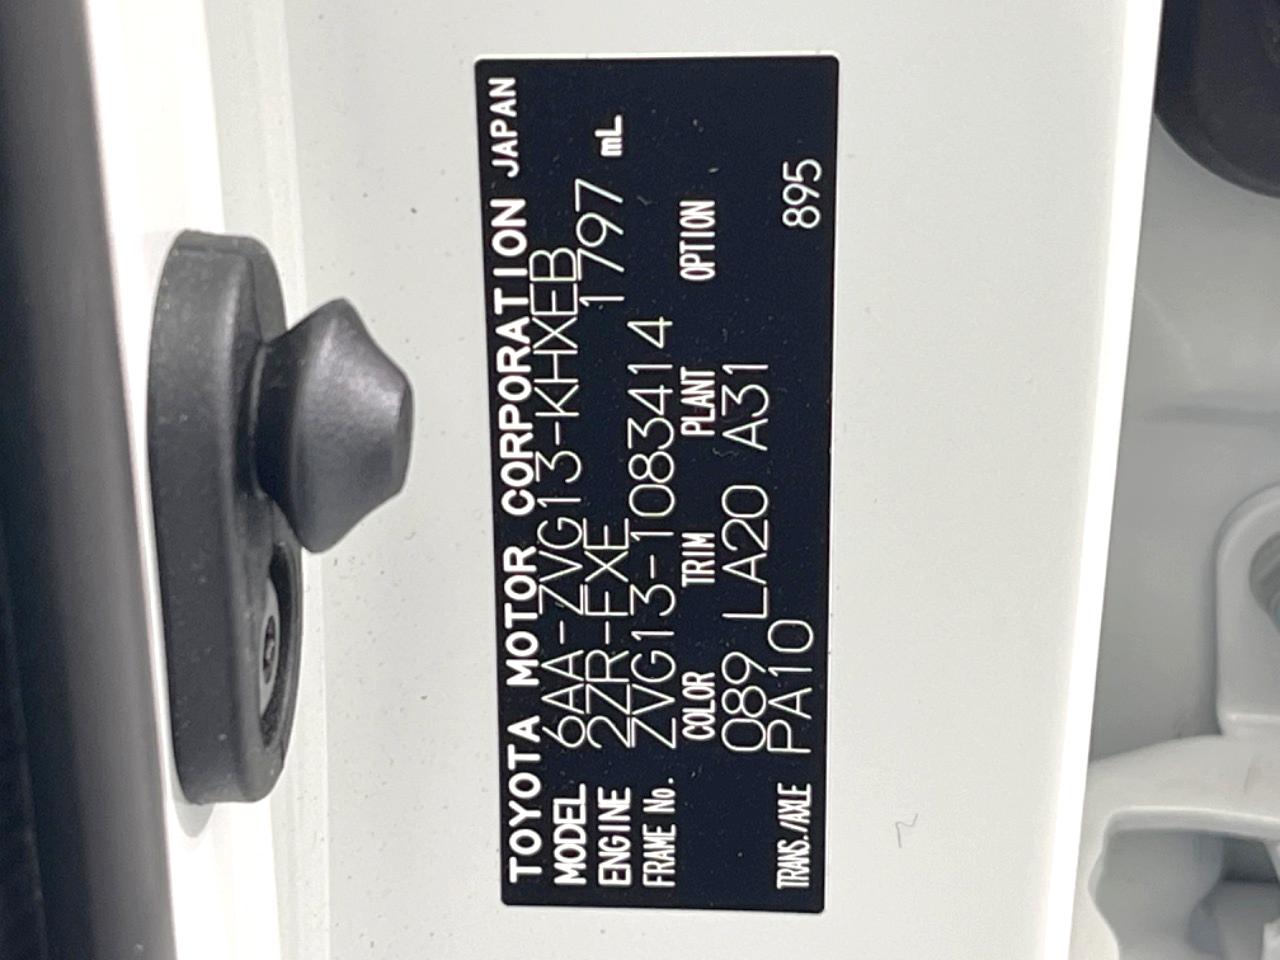 TOYOTA MOTOR CORPORATION JAPAN
MODEL 6AA-ZVG13-KHXEB
ENGINE 2ZR-FXE 1797 mL
FRAME No. ZVG13-1083414
COLOR TRIM PLANT OPTION
089 LA20 A31
TRANS./AXLE PA10 895